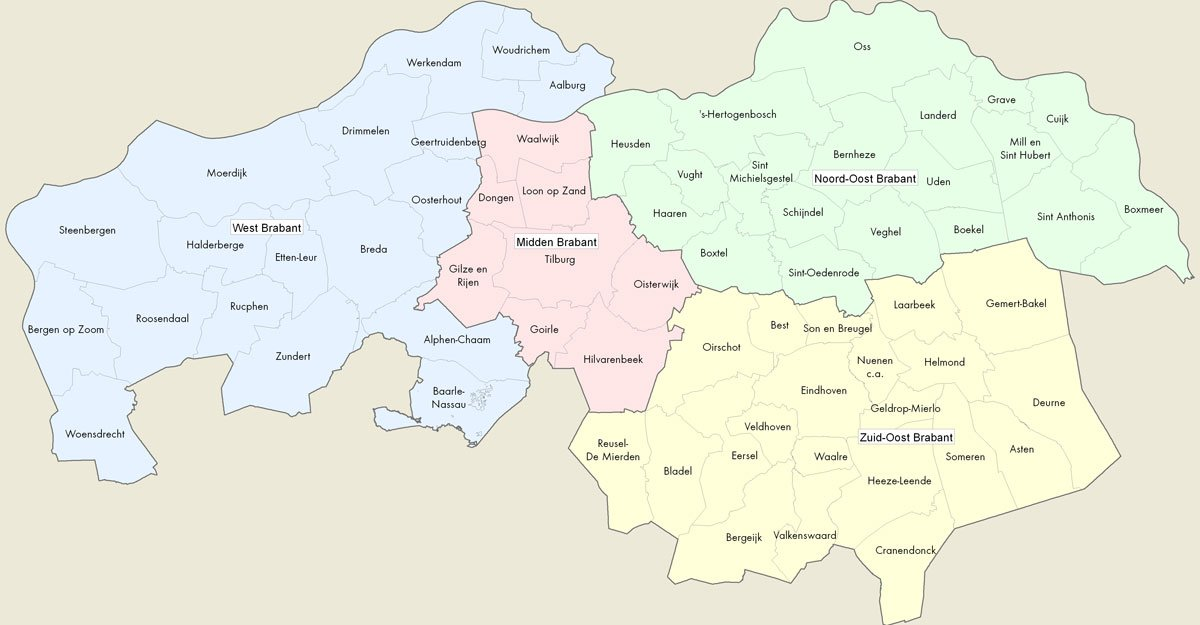 Oss
Woudrichem
Werkendam
Aalburg
Grave
's-Hertogenbosch
Landerd
Cuijk
Drimmelen
Geertruidenberg
Waalwijk
Heusden
Mill en
Sint Hubert
Bernheze
Moerdijk
Vught
Sint
Michielsgestel
Noord-Oost Brabant
Uden
Loon op Zand
Dongen
Oosterhout
Haaren
Schijndel
Boxmeer
Sint Anthonis
Steenbergen
West Brabant
Veghel
Boekel
Halderberge
Midden Brabant
Breda
Etten-Leur
Tilburg
Boxtel
Gilze en
Rijen
Sint-Oedenrode
Oisterwijk
Rucphen
Laarbeek
Gemert-Bakel
Roosendaal
Bergen op Zoom
Goirle
Best
Son en Breugel
Alphen-Chaam
Oirschot
Zundert
Hilvarenbeek
Nuenen
c.a.
Helmond
Baarle-
Nassau
Eindhoven
Deurne
Geldrop-Mierlo
Woensdrecht
Veldhoven
Zuid-Oost Brabant
Reusel-
De Mierden
Eersel
Waalre
Someren
Asten
Bladel
Heeze-Leende
Bergeijk
Valkenswaard
Cranendonck